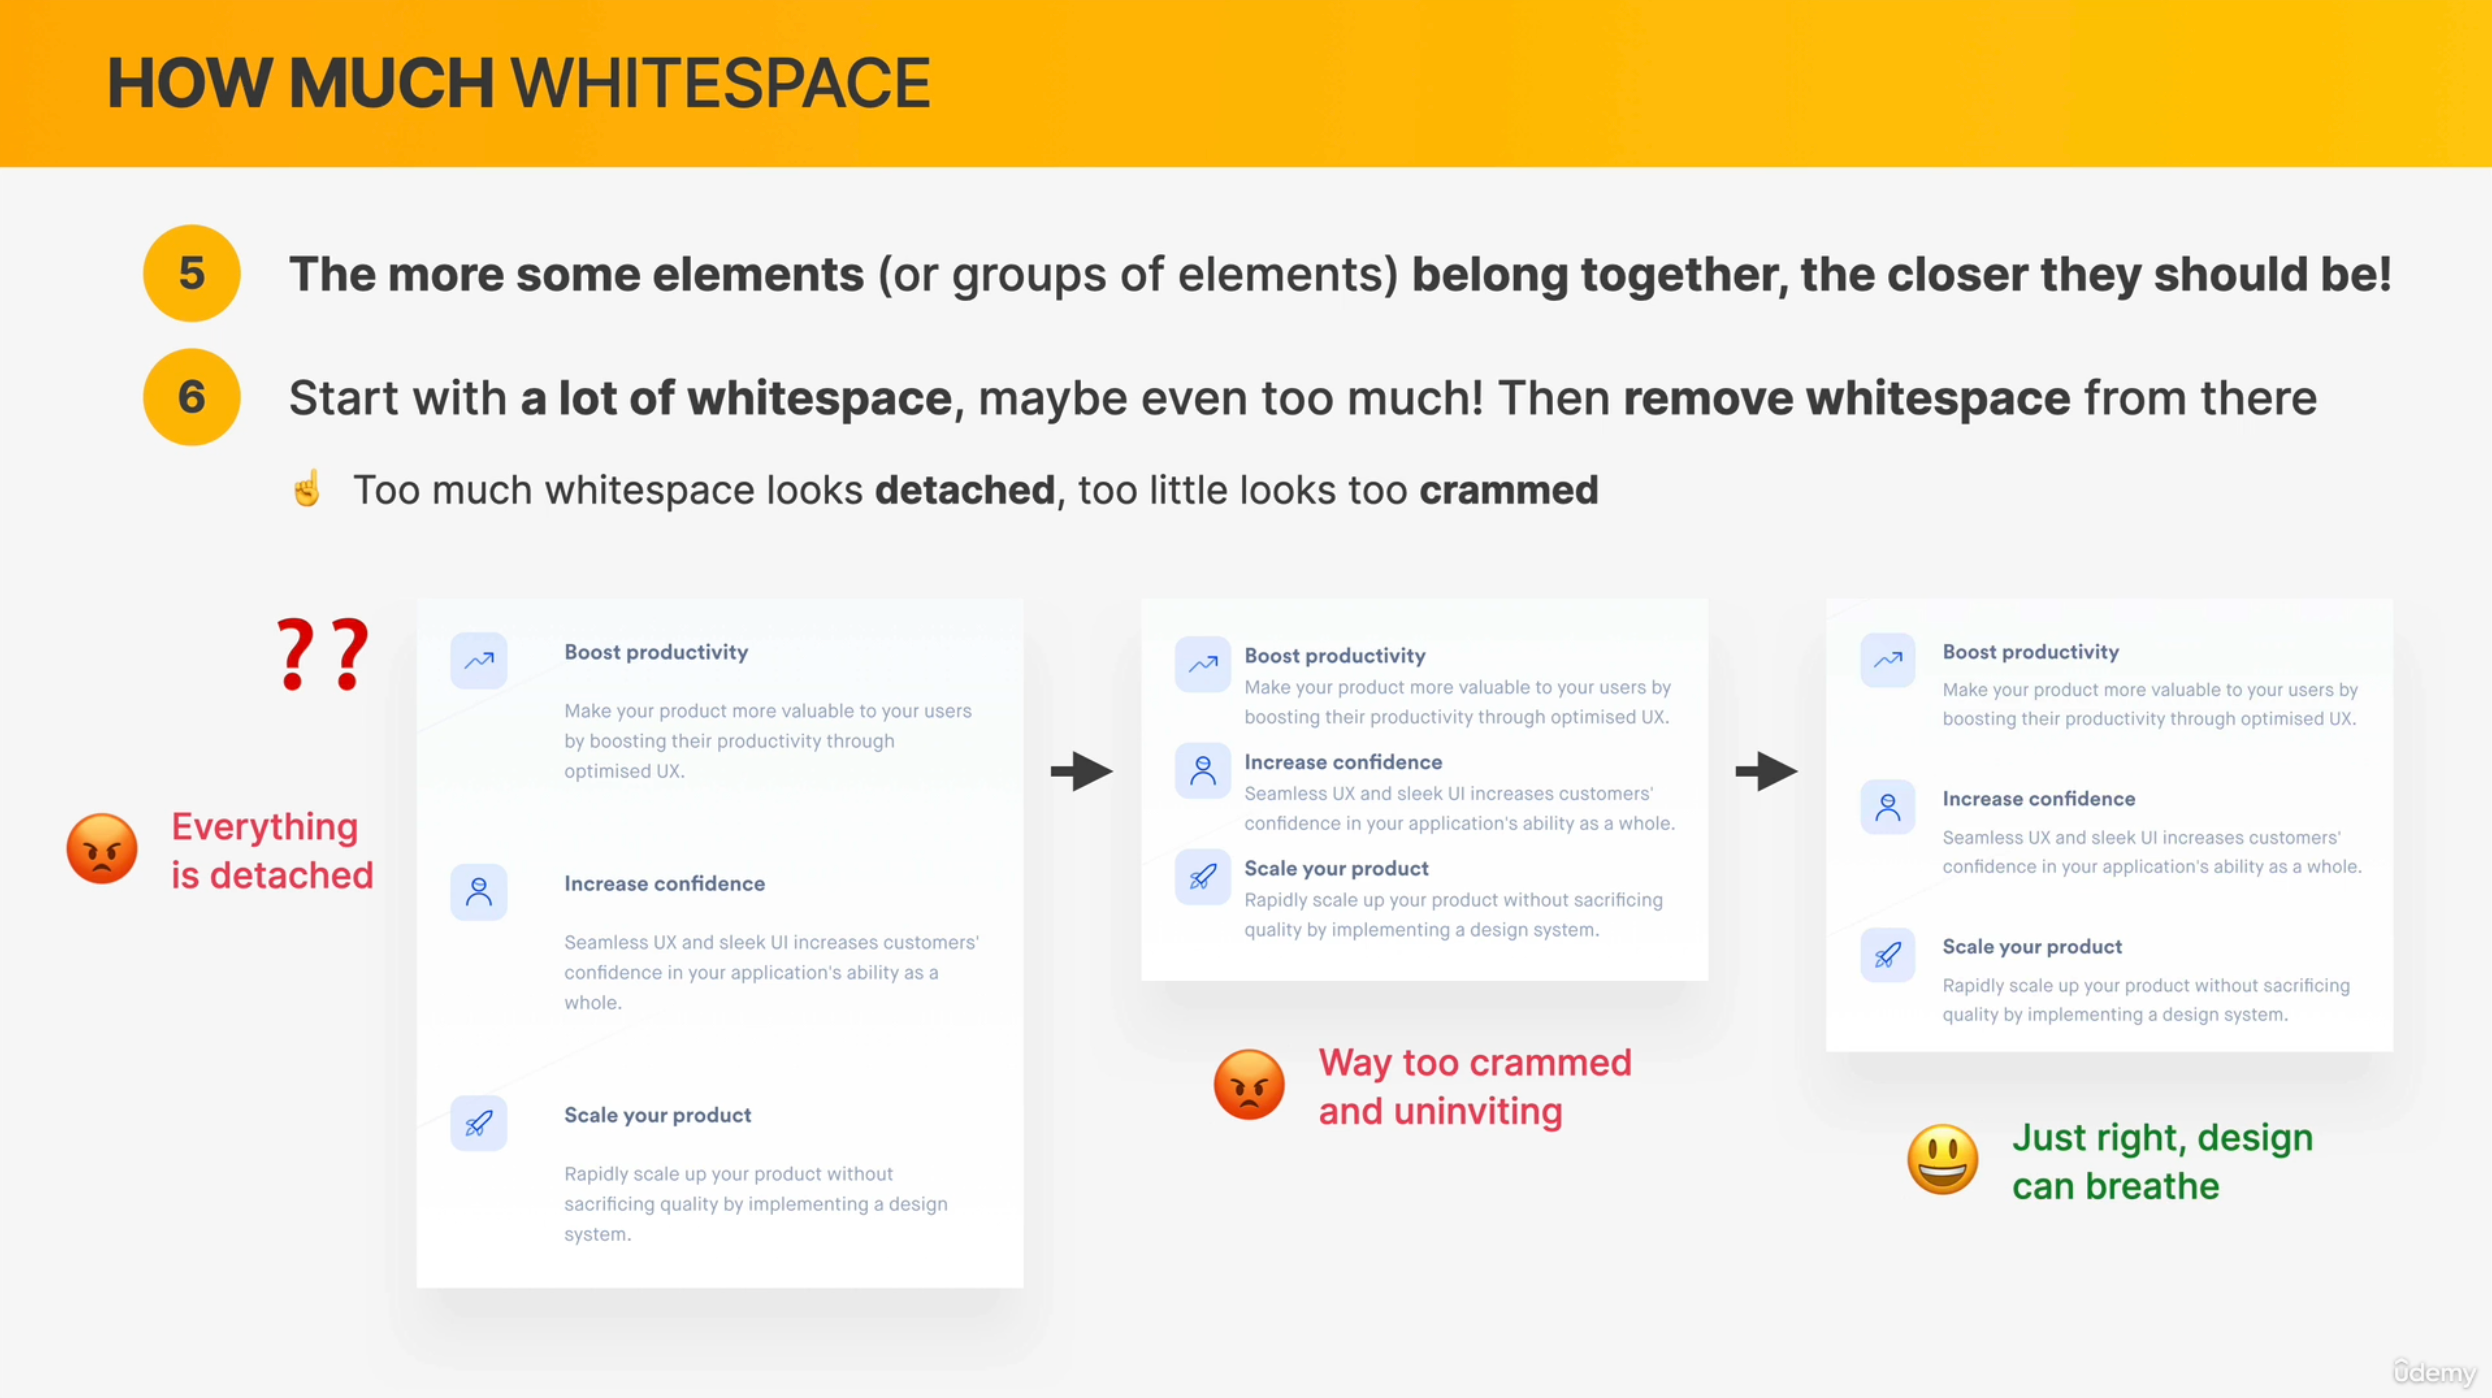 HOW MUCH WHITESPACE
5
The more some elements (or groups of elements) belong together, the closer they should be!
6
Start with a lot of whitespace, maybe even too much! Then remove whitespace from there
☝️ Too much whitespace looks detached, too little looks too crammed
??
Everything
is detached
Boost productivity
Make your product more valuable to your users
by boosting their productivity through
optimised UX.
Increase confidence
Seamless UX and sleek UI increases customers'
confidence in your application's ability as a
whole.
Scale your product
Rapidly scale up your product without
sacrificing quality by implementing a design
system.
Boost productivity
Make your product more valuable to your users by
boosting their productivity through optimised UX.
Increase confidence
Seamless UX and sleek UI increases customers'
confidence in your application's ability as a whole.
Scale your product
Rapidly scale up your product without sacrificing
quality by implementing a design system.
Way too crammed
and uninviting
Boost productivity
Make your product more valuable to your users by
boosting their productivity through optimised UX.
Increase confidence
Seamless UX and sleek UI increases customers'
confidence in your application's ability as a whole.
Scale your product
Rapidly scale up your product without sacrificing
quality by implementing a design system.
Just right, design
can breathe
ûdemy